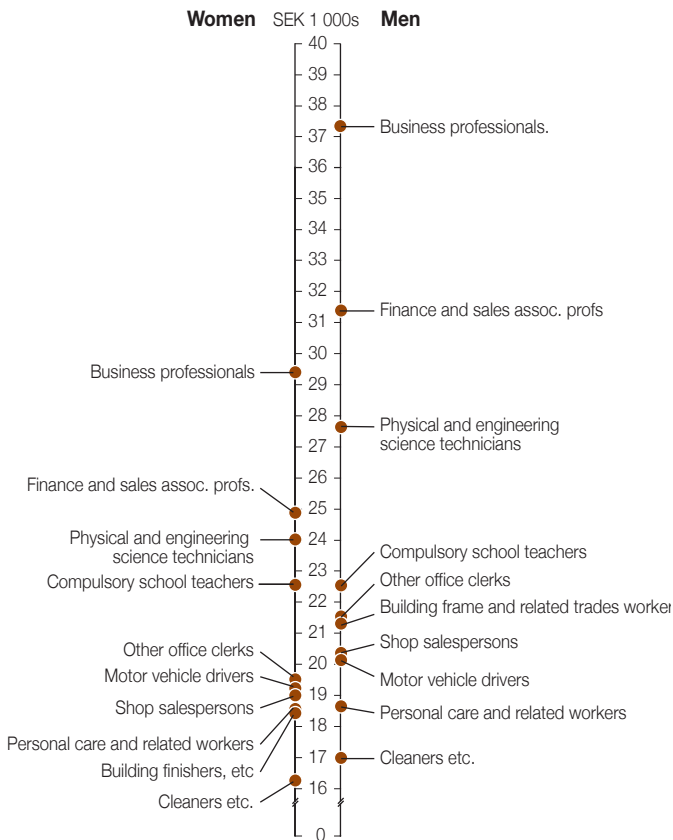 Women SEK 1 000s Men
40
39
38
37
36
35
34
33
32
31
30
29
28
27
26
25
24
23
22
21
20
19
18
17
16
0
Business professionals
Finance and sales assoc. profs.
Physical and engineering
science technicians
Compulsory school teachers
Other office clerks
Motor vehicle drivers
Shop salespersons
Personal care and related workers
Building finishers, etc
Cleaners etc.
Business professionals.
Finance and sales assoc. profs
Physical and engineering
science technicians
Compulsory school teachers
Other office clerks
Building frame and related trades worker
Shop salespersons
Motor vehicle drivers
Personal care and related workers
Cleaners etc.